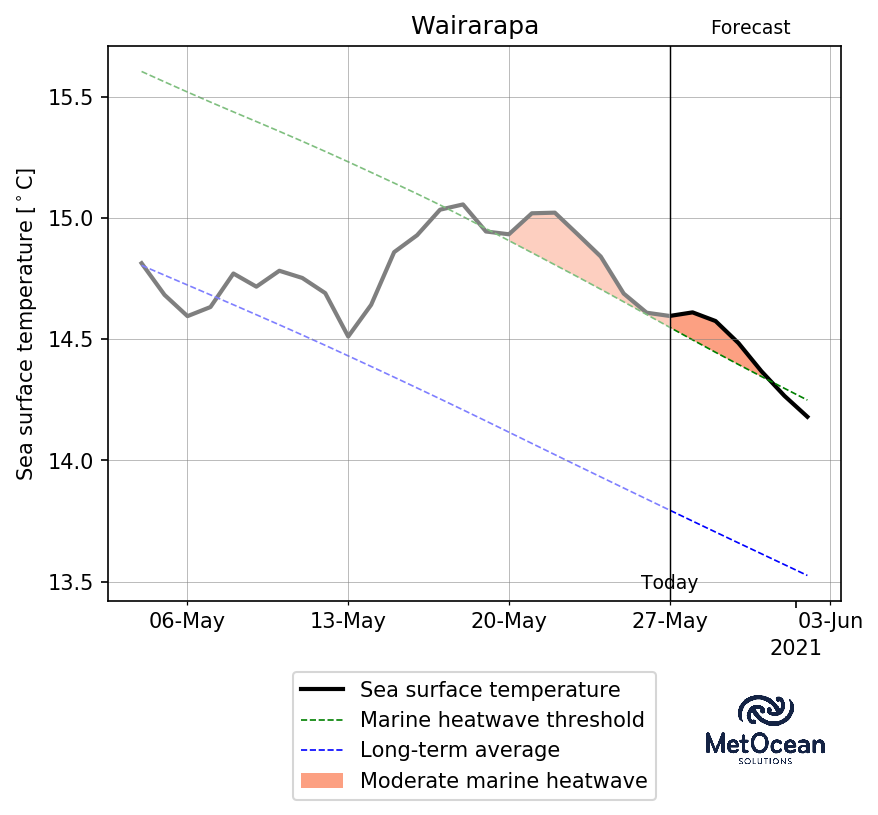 Wairarapa
Forecast
Sea surface temperature [°C]
15.5
15.0
14.5
14.0
13.5
Today
06-May
13-May
20-May
27-May
03-Jun
2021
Sea surface temperature
Marine heatwave threshold
Long-term average
Moderate marine heatwave
MetOcean
SOLUTIONS